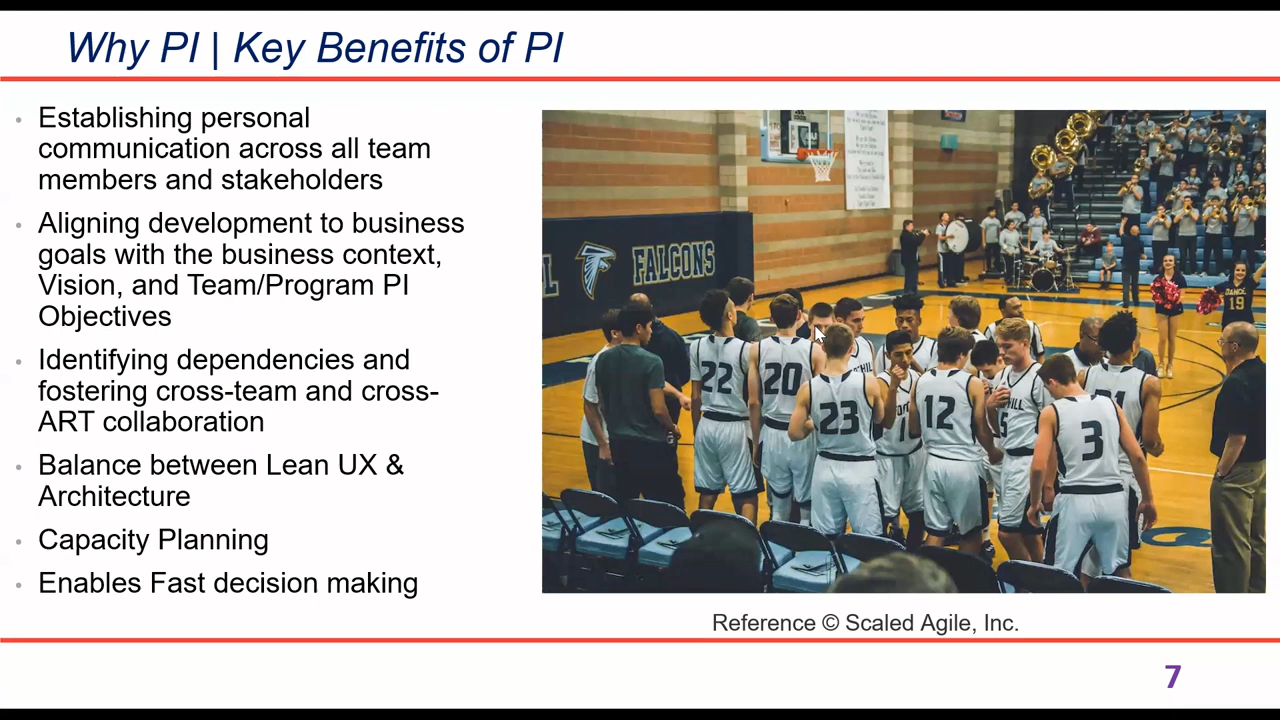 Why PI | Key Benefits of PI
Establishing personal
communication across all team
members and stakeholders
Aligning development to business
goals with the business context,
Vision, and Team/Program PI
Objectives
Identifying dependencies and
fostering cross-team and cross-
ART collaboration
Balance between Lean UX &
Architecture
Capacity Planning
Enables Fast decision making
FALCONS
DANCE
19
22
20
23
12
3
Reference © Scaled Agile, Inc.
7